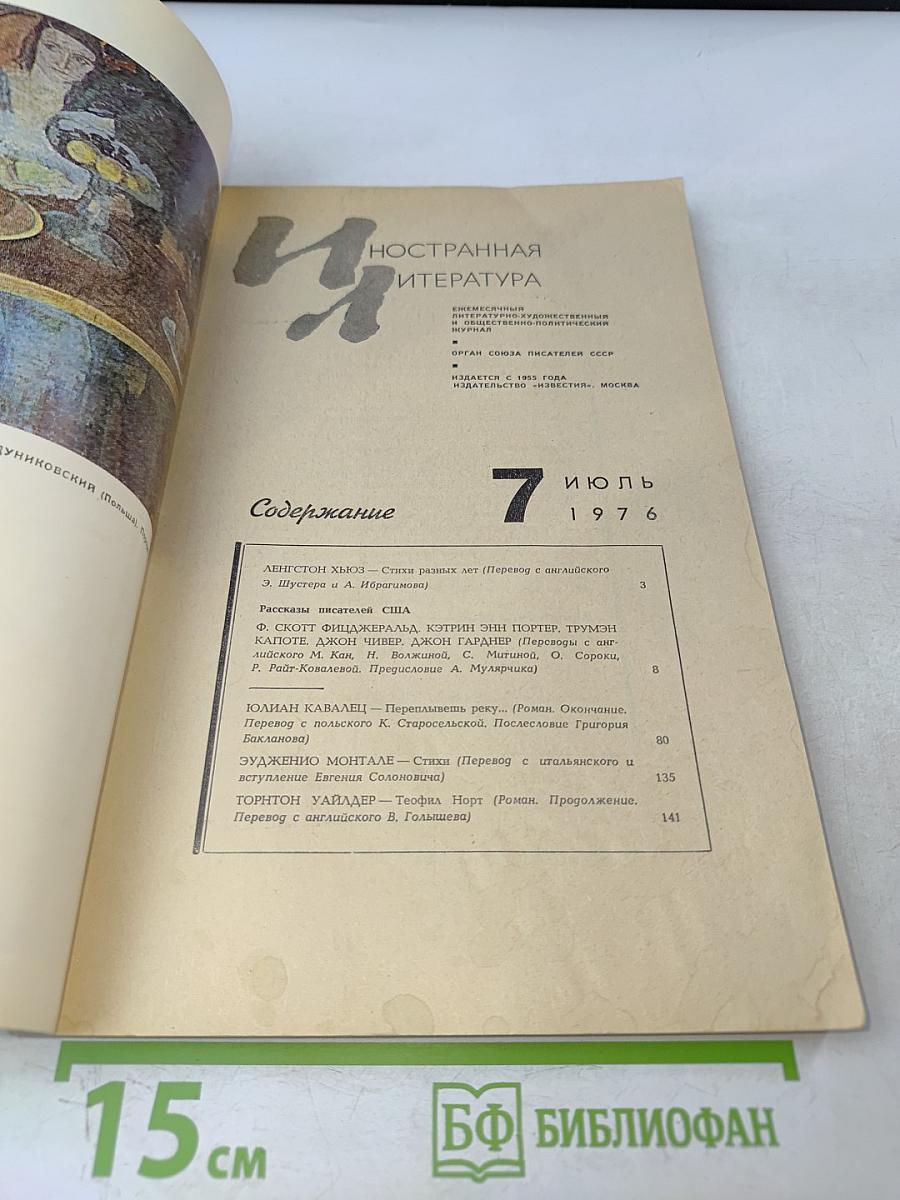 ДУНИКОВСКИЙ (Польша).
ИНОСТРАННАЯ
ЛИТЕРАТУРА
ЕЖЕМЕСЯЧНЫЙ
ЛИТЕРАТУРНО-ХУДОЖЕСТВЕННЫЙ
И ОБЩЕСТВЕННО-ПОЛИТИЧЕСКИЙ
ЖУРНАЛ
ОРГАН СОЮЗА ПИСАТЕЛЕЙ СССР
ИЗДАЕТСЯ С 1955 ГОДА
ИЗДАТЕЛЬСТВО «ИЗВЕСТИЯ». МОСКВА
7 ИЮЛЬ
1976
Содержание
ЛЕНГСТОН ХЬЮЗ — Стихи разных лет (Перевод с английского
Э. Шустера и А. Ибрагимова) 3
Рассказы писателей США
Ф. СКОТТ ФИЦДЖЕРАЛЬД, КЭТРИН ЭНН ПОРТЕР, ТРУМЭН
КАПОТЕ, ДЖОН ЧИВЕР, ДЖОН ГАРДНЕР (Переводы с анг-
лийского М. Кан, Н. Волжиной, С. Митиной, О. Сороки,
Р. Райт-Ковалевой. Предисловие А. Мулярчика) 8
ЮЛИАН КАВАЛЕЦ — Переплывешь реку... (Роман. Окончание.
Перевод с польского К. Старосельской. Послесловие Григория
Бакланова) 80
ЭУДЖЕНИО МОНТАЛЕ — Стихи (Перевод с итальянского и
вступление Евгения Солоновича) 135
ТОРНТОН УАЙЛДЕР — Теофил Норт (Роман. Продолжение.
Перевод с английского В. Голышева) 141
15 см
БФ БИБЛИОФАН